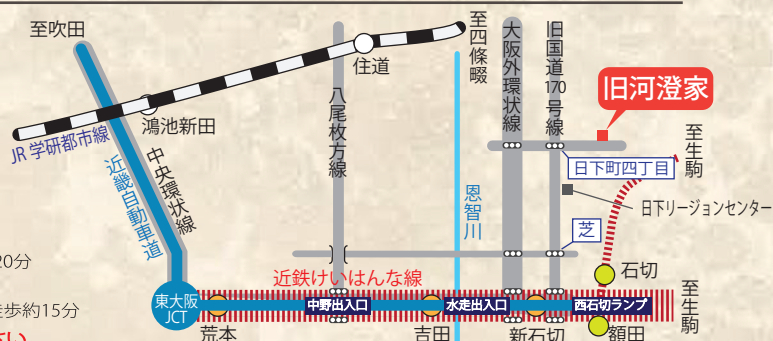 至吹田
住道
至四條畷
大阪外環状線
旧国道170号線
旧河澄家
八尾枚方線
鴻池新田
JR学研都市線
近畿自動車道
中央環状線
恩智川
至生駒
日下町四丁目
日下リージョンセンター
芝
20分
徒歩約15分
さい
近鉄けいはんな線
石切
東大阪
JCT
中野出入口
水走出入口
西石切ランプ
至生駒
荒本
吉田
新石切
額田